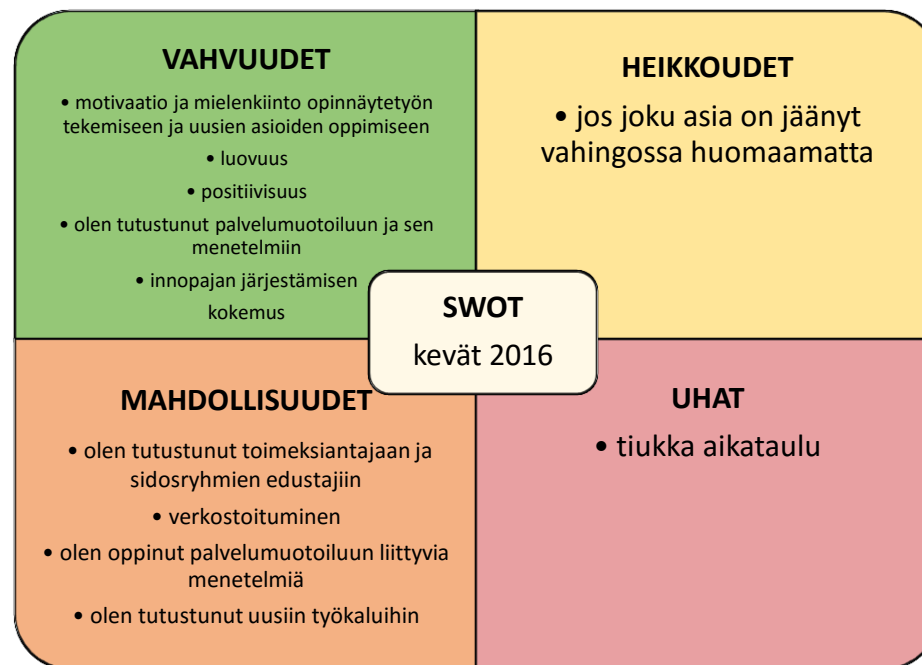 VAHVUUDET
• motivaatio ja mielenkiinto opinnäytetyön
tekemiseen ja uusien asioiden oppimiseen
• luovuus
• positiivisuus
• olen tutustunut palvelumuotoiluun ja sen
menetelmiin
• innopajan järjestämisen
kokemus
HEIKKOUDET
• jos joku asia on jäänyt
vahingossa huomaamatta
SWOT
kevät 2016
MAHDOLLISUUDET
• olen tutustunut toimeksiantajaan ja
sidosryhmien edustajiin
• verkostoituminen
• olen oppinut palvelumuotoiluun liittyvia
menetelmiä
• olen tutustunut uusiin työkaluihin
UHAT
• tiukka aikataulu